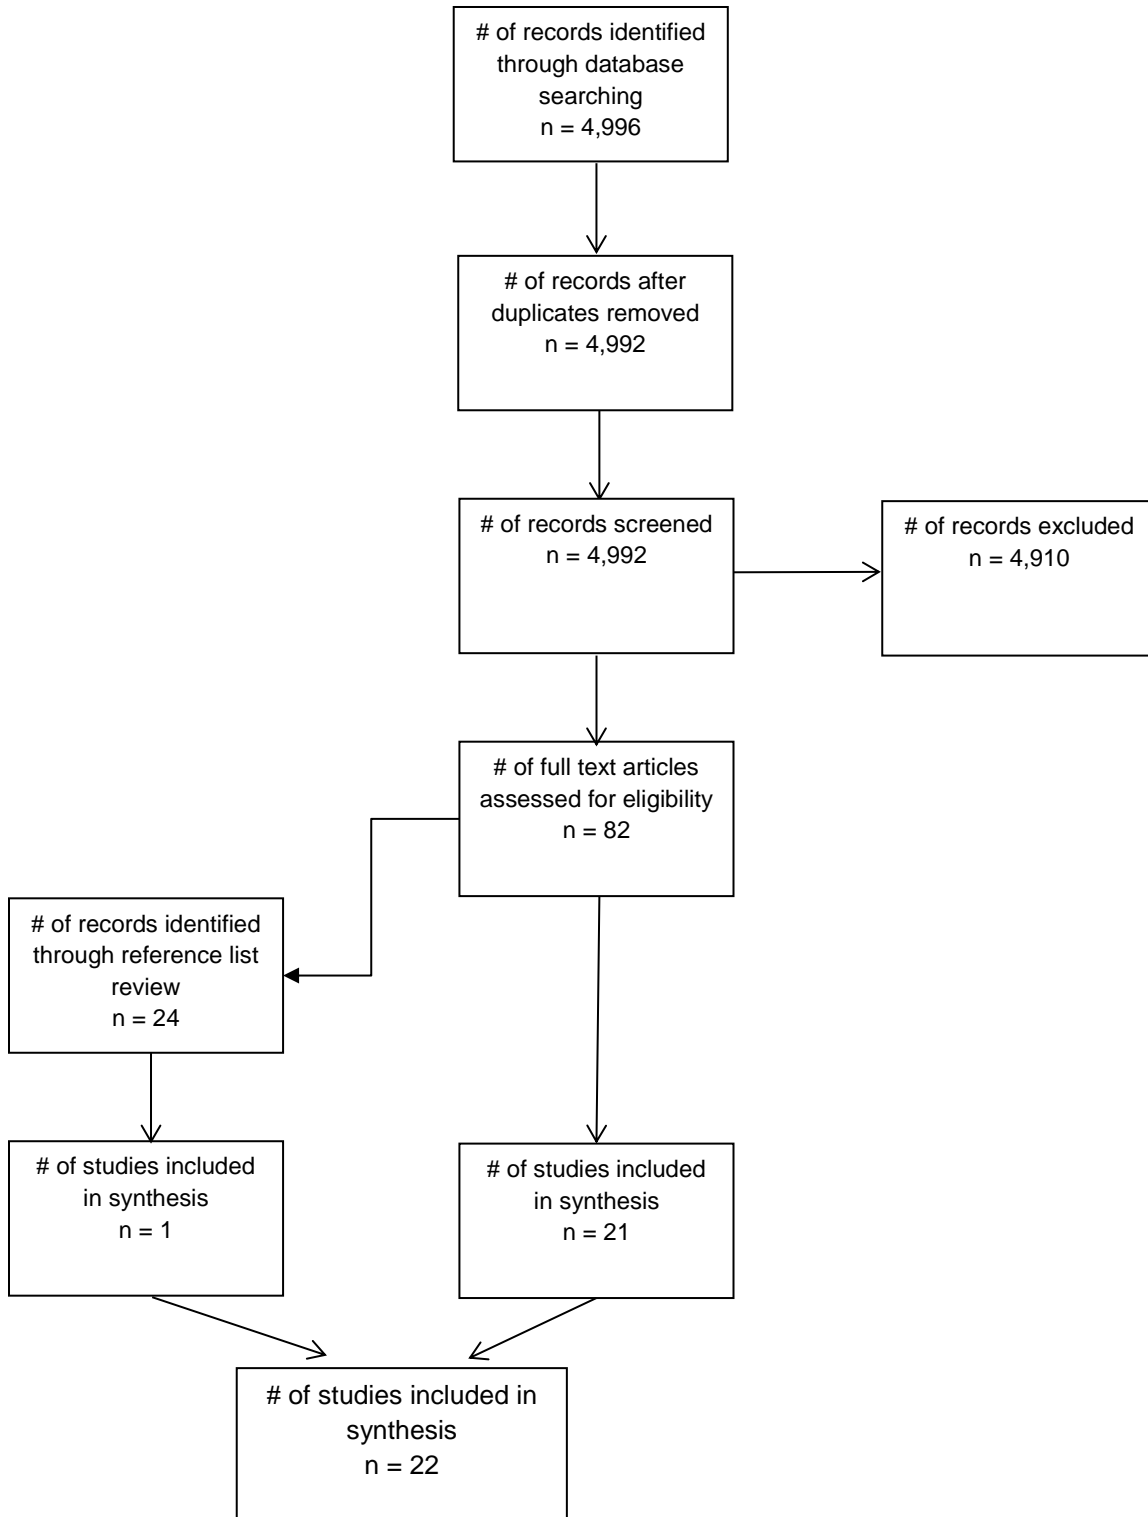 # of records identified
through database
searching
n = 4,996
# of records after
duplicates removed
n = 4,992
# of records screened
n = 4,992
# of records excluded
n = 4,910
# of full text articles
assessed for eligibility
n = 82
# of records identified
through reference list
review
n = 24
# of studies included
in synthesis
n = 1
# of studies included
in synthesis
n = 21
# of studies included in
synthesis
n = 22